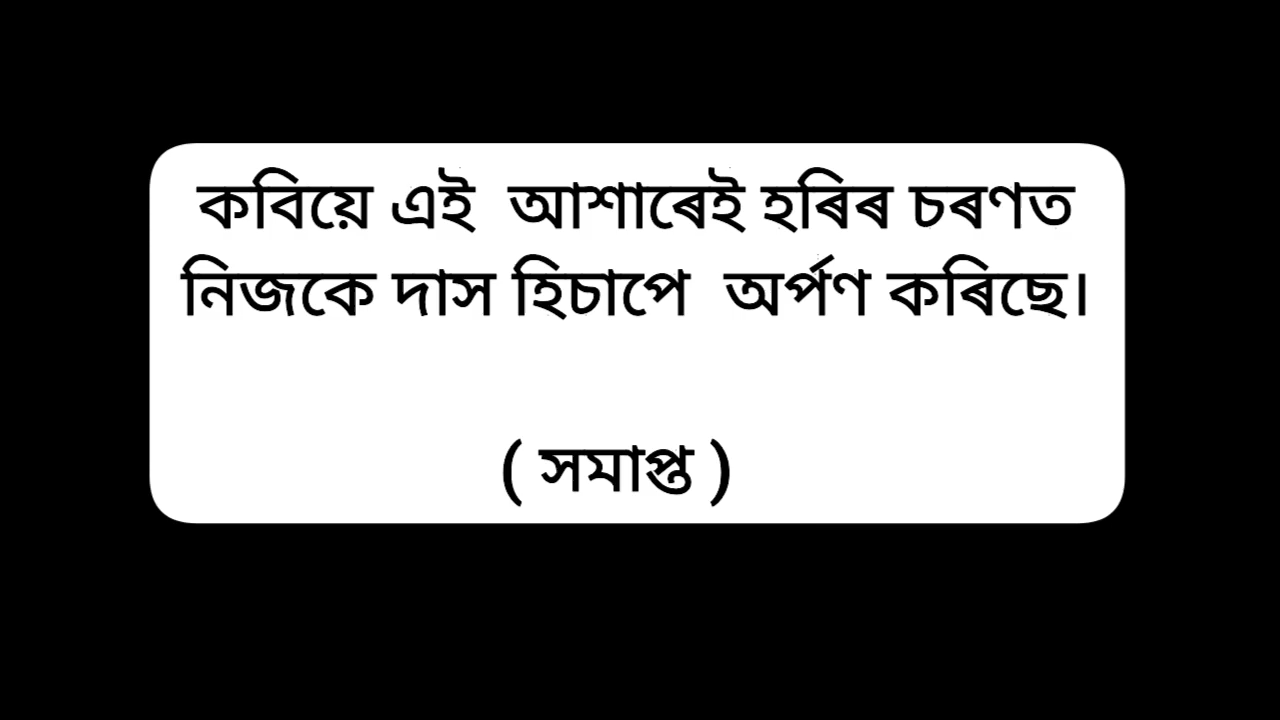 কবিয়ে এই আশাৰেই হৰিৰ চৰণত
নিজকে দাস হিচাপে অৰ্পণ কৰিছে।
( সমাপ্ত )